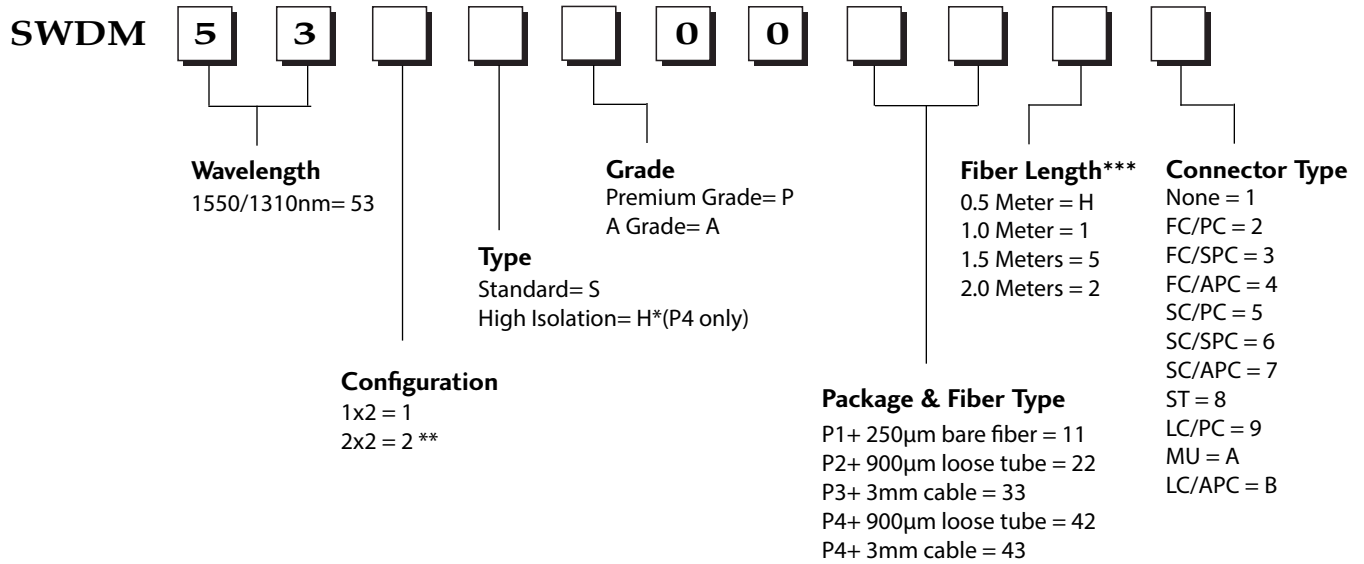 SWDM 5 3 0 0
Wavelength
1550/1310nm= 53
Configuration
1x2 = 1
2x2 = 2 **
Type
Standard= S
High Isolation= H*(P4 only)
Grade
Premium Grade= P
A Grade= A
Package & Fiber Type
P1+ 250µm bare fiber = 11
P2+ 900µm loose tube = 22
P3+ 3mm cable = 33
P4+ 900µm loose tube = 42
P4+ 3mm cable = 43
Fiber Length***
0.5 Meter = H
1.0 Meter = 1
1.5 Meters = 5
2.0 Meters = 2
Connector Type
None = 1
FC/PC = 2
FC/SPC = 3
FC/APC = 4
SC/PC = 5
SC/SPC = 6
SC/APC = 7
ST = 8
LC/PC = 9
MU = A
LC/APC = B